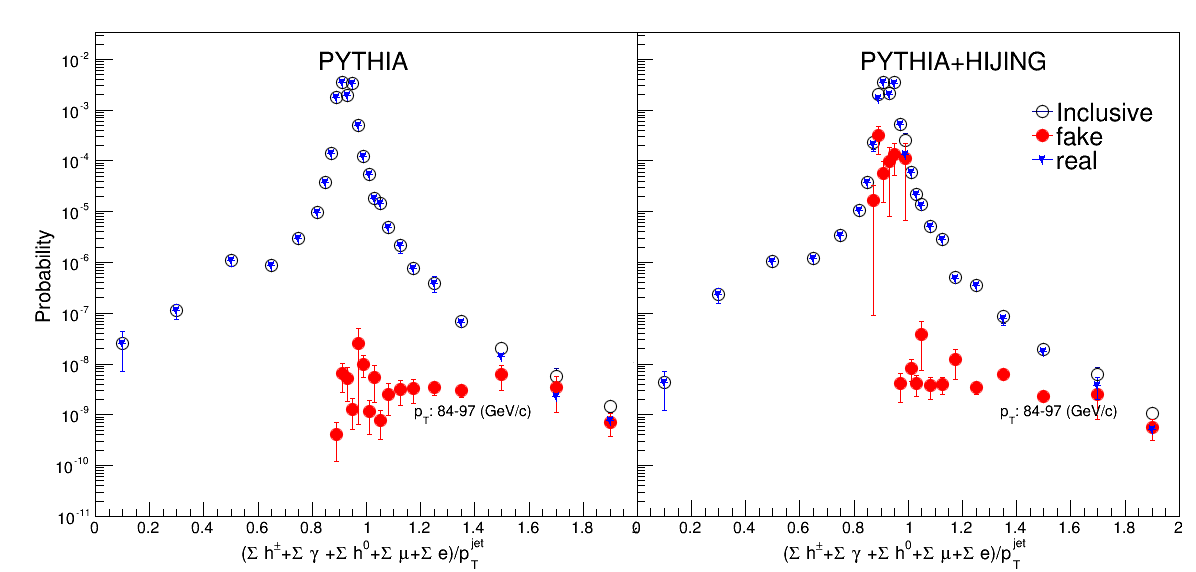 PYTHIA
PYTHIA+HIJING
Inclusive
fake
real
Probability
10⁻²
10⁻³
10⁻⁴
10⁻⁵
10⁻⁶
10⁻⁷
10⁻⁸
10⁻⁹
10⁻¹⁰
10⁻¹¹
p_T: 84-97 (GeV/c)
p_T: 84-97 (GeV/c)
0 0.2 0.4 0.6 0.8 1 1.2 1.4 1.6 1.8
0 0.2 0.4 0.6 0.8 1 1.2 1.4 1.6 1.8 2
(Σ h^±+Σ γ +Σ h^0+Σ μ+Σ e)/p_T^jet
(Σ h^±+Σ γ +Σ h^0+Σ μ+Σ e)/p_T^jet